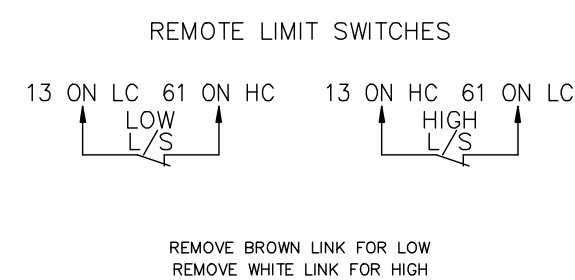 REMOTE LIMIT SWITCHES
13 ON LC 61 ON HC
LOW
L/S
13 ON HC 61 ON LC
HIGH
L/S
REMOVE BROWN LINK FOR LOW
REMOVE WHITE LINK FOR HIGH